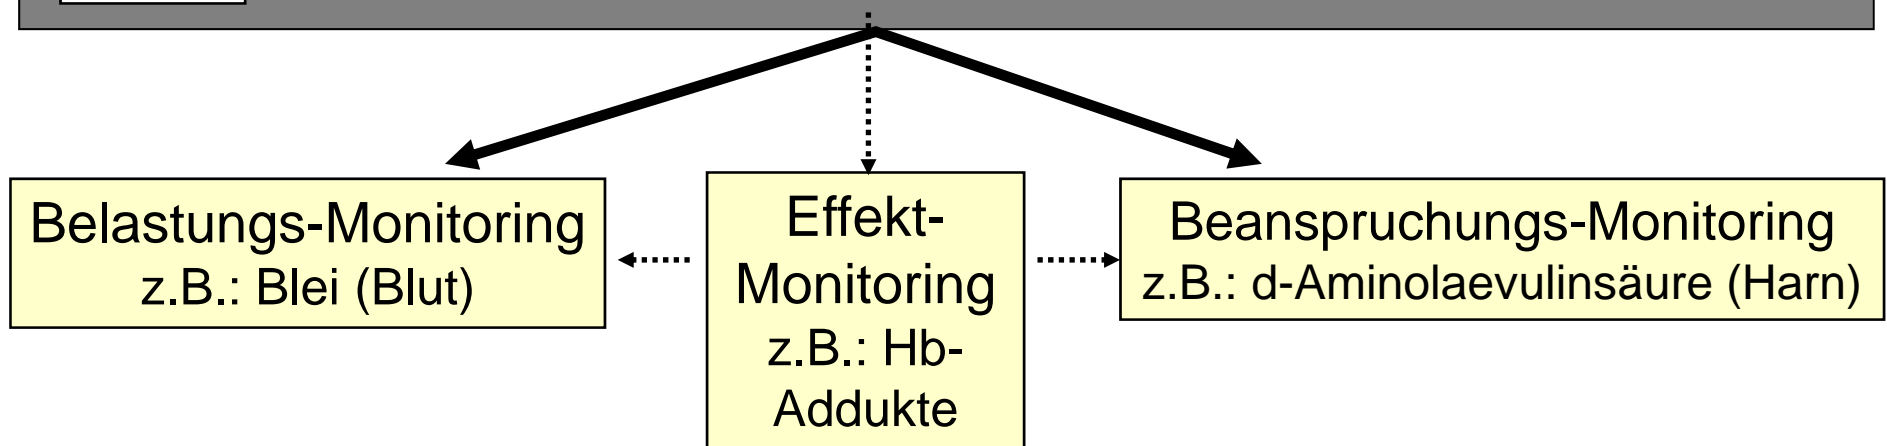 Belastungs-Monitoring
z.B.: Blei (Blut)
Effekt-
Monitoring
z.B.: Hb-
Addukte
Beanspruchungs-Monitoring
z.B.: d-Aminolaevulinsäure (Harn)